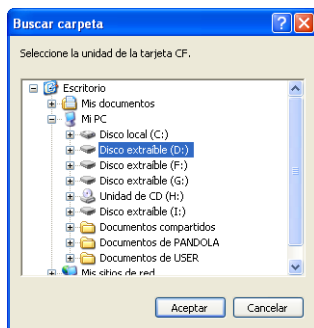 Buscar carpeta
Seleccione la unidad de la tarjeta CF.
Escritorio
Mis documentos
Mi PC
Disco local (C:)
Disco extraíble (D:)
Disco extraíble (F:)
Disco extraíble (G:)
Unidad de CD (H:)
Disco extraíble (I:)
Documentos compartidos
Documentos de PANDOLA
Documentos de USER
Mis sitios de red
Aceptar Cancelar